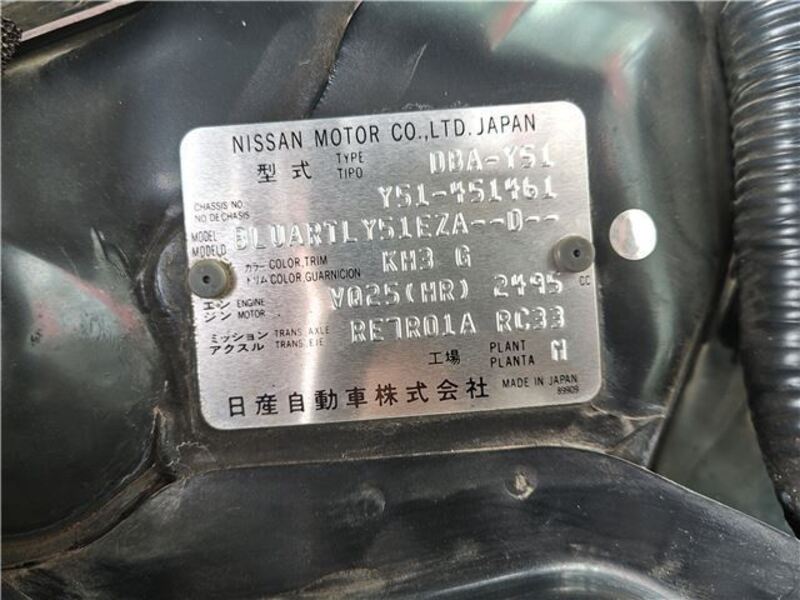 NISSAN MOTOR CO.,LTD. JAPAN
型式 TYPE TIPO DBA-Y51
CHASSIS NO. NO DE CHASIS Y51-451461
MODEL MODELO BLUARTLY51EZA--D--
カラー COLOR,TRIM トリム COLOR,GUARNICION KH3 G
エンジン ENGINE MOTOR VQ25(HR) 2495 CC
ミッション アクスル TRANS. AXLE TRANS. EJE RE7R01A RC33
工場 PLANT PLANTA M
日産自動車株式会社 MADE IN JAPAN
89909